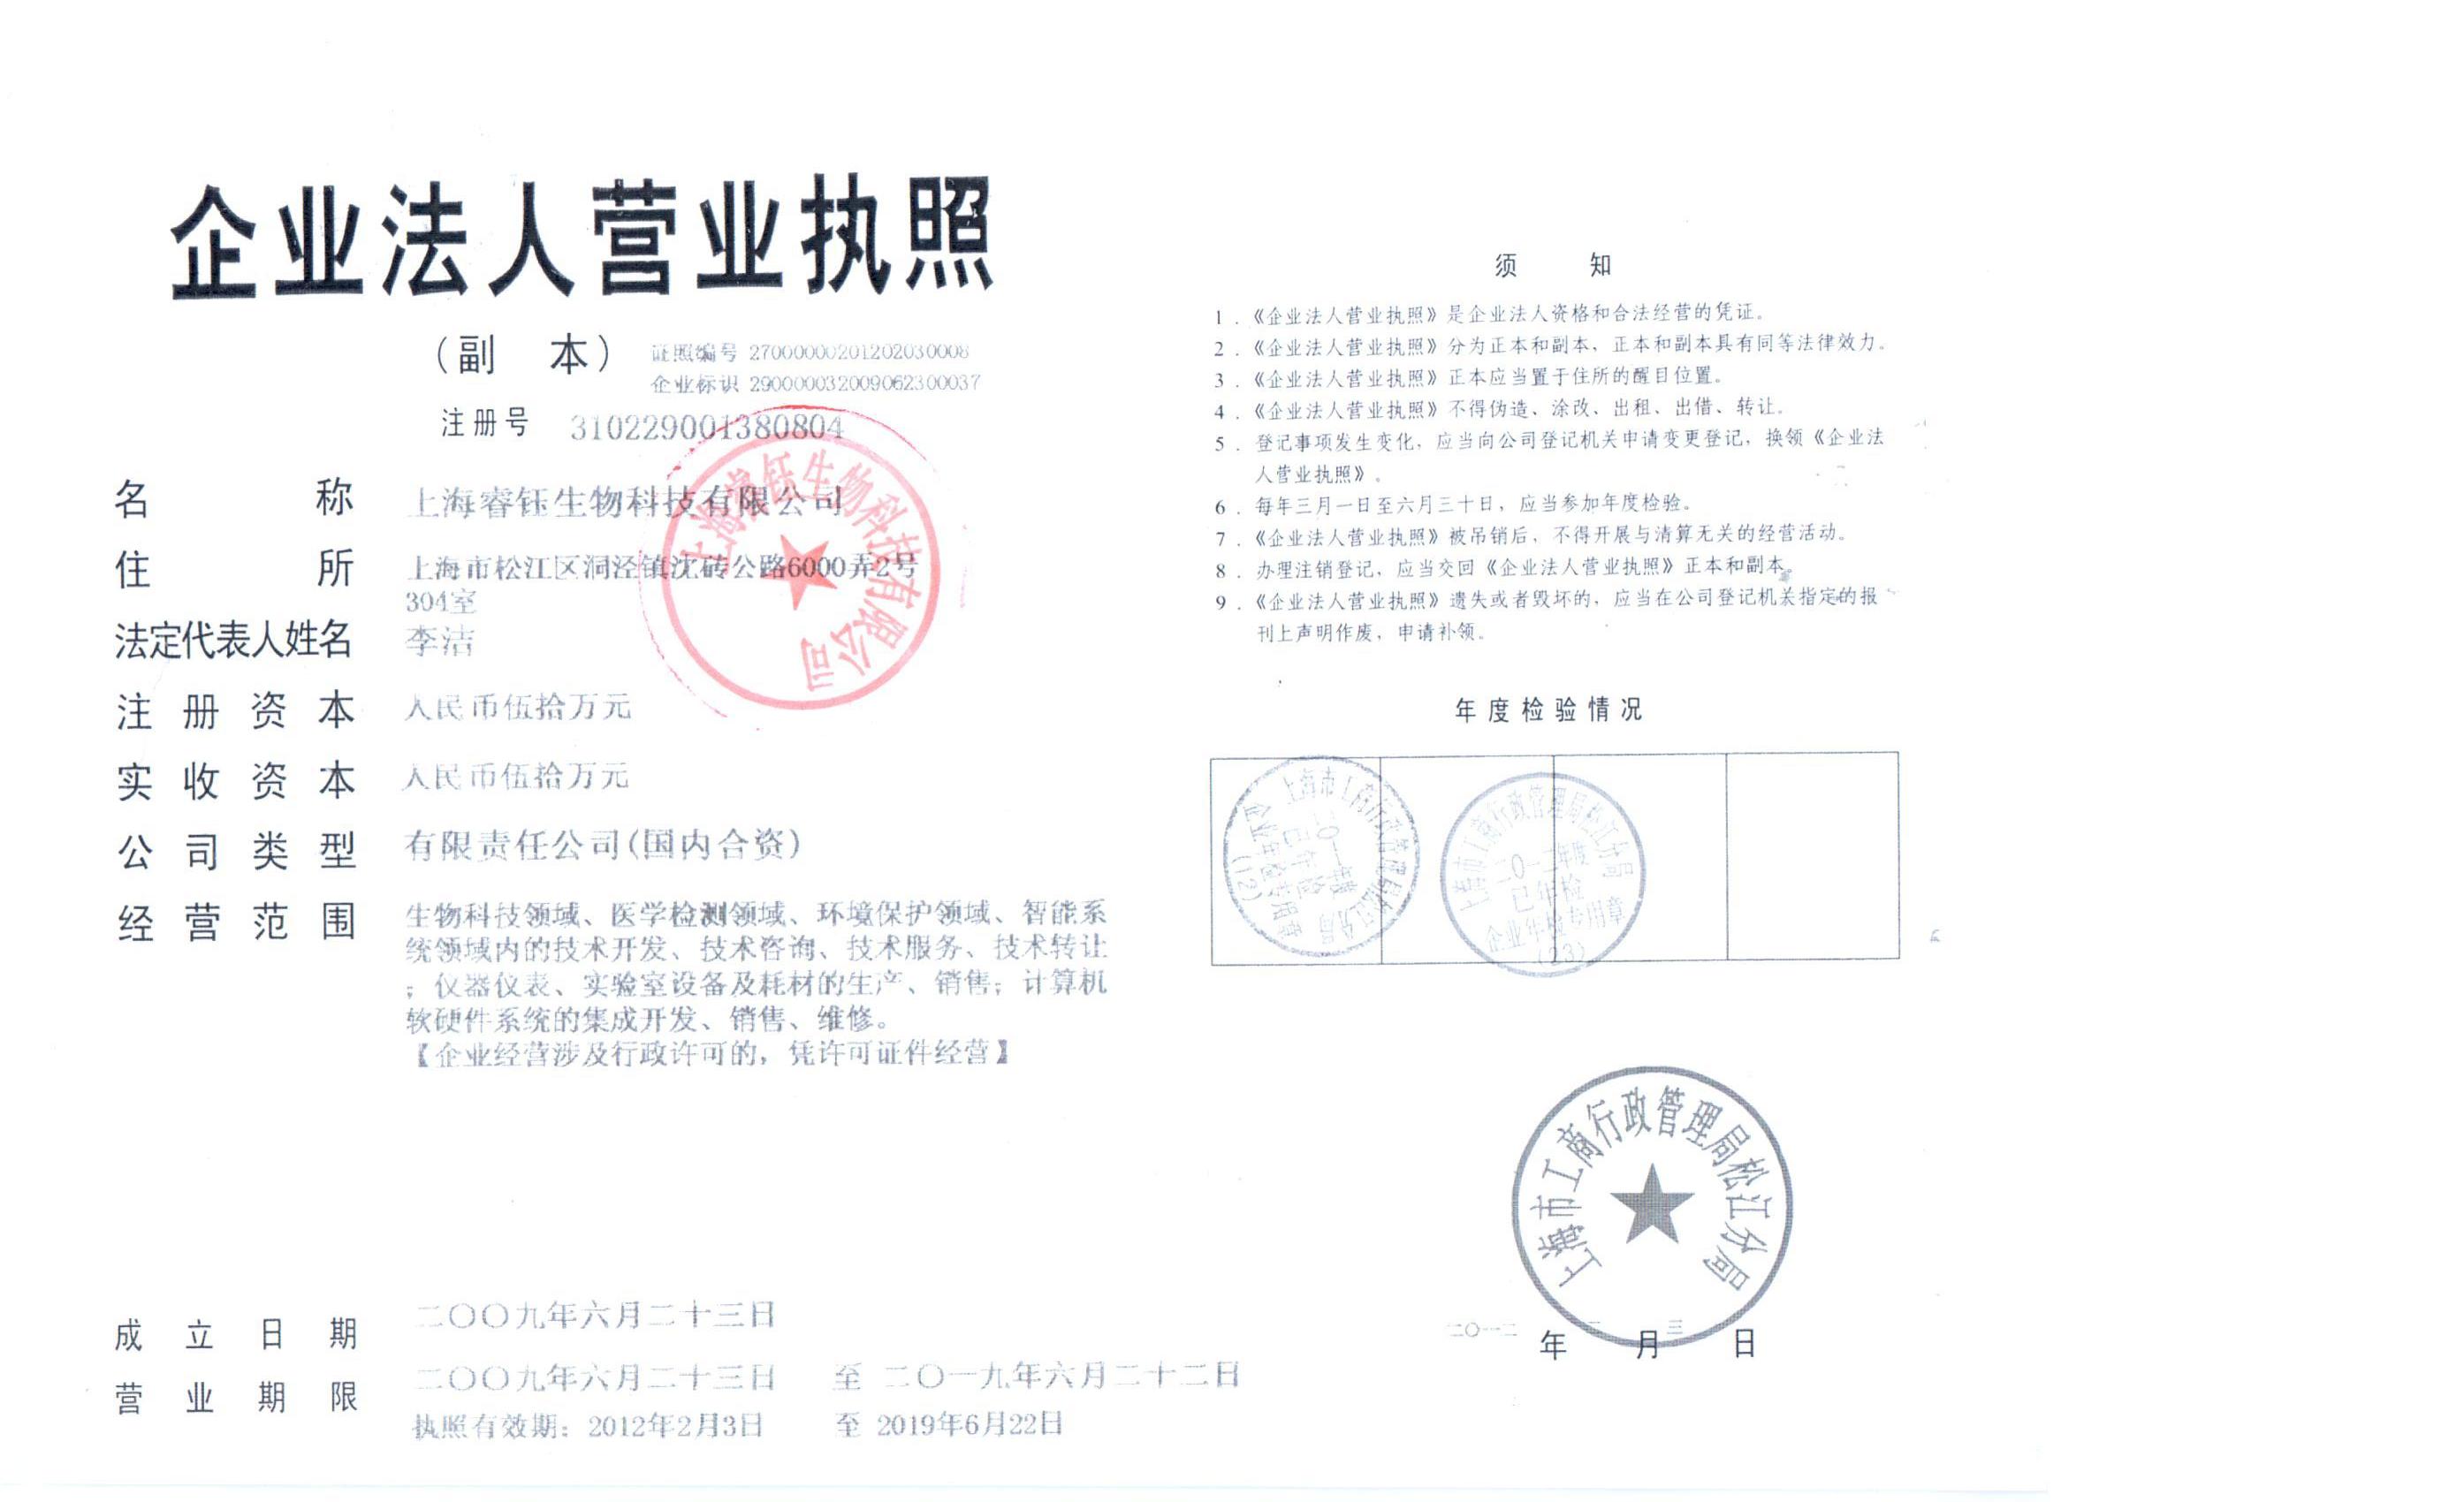 企业法人营业执照
（副 本）
证照编号 27000000201202030008
企业标识 29000003200906230037
注册号 310229001380804
名称 上海睿钰生物科技有限公司
住所 上海市松江区洞泾镇沈砖公路6000弄2号
304室
法定代表人姓名 李洁
注册资本 人民币伍拾万元
实收资本 人民币伍拾万元
公司类型 有限责任公司(国内合资)
经营范围 生物科技领域、医学检测领域、环境保护领域、智能系
统领域内的技术开发、技术咨询、技术服务、技术转让
；仪器仪表、实验室设备及耗材的生产、销售；计算机
软硬件系统的集成开发、销售、维修。
【企业经营涉及行政许可的，凭许可证件经营】
成立日期 二〇〇九年六月二十三日
营业期限 二〇〇九年六月二十三日 至 二〇一九年六月二十二日
执照有效期：2012年2月3日 至 2019年6月22日
上海睿钰生物科技有限公司
须 知
1．《企业法人营业执照》是企业法人资格和合法经营的凭证。
2．《企业法人营业执照》分为正本和副本，正本和副本具有同等法律效力。
3．《企业法人营业执照》正本应当置于住所的醒目位置。
4．《企业法人营业执照》不得伪造、涂改、出租、出借、转让。
5．登记事项发生变化，应当向公司登记机关申请变更登记，换领《企业法
人营业执照》。
6．每年三月一日至六月三十日，应当参加年度检验。
7．《企业法人营业执照》被吊销后，不得开展与清算无关的经营活动。
8．办理注销登记，应当交回《企业法人营业执照》正本和副本。
9．《企业法人营业执照》遗失或者毁坏的，应当在公司登记机关指定的报
刊上声明作废，申请补领。
年度检验情况
上海市工商行政管理局松江分局
已年检
(12)
上海市工商行政管理局松江分局
二〇一二年度
已年检
企业年检专用章
(23)
上海市工商行政管理局松江分局
二〇一二 年 二 月 三 日